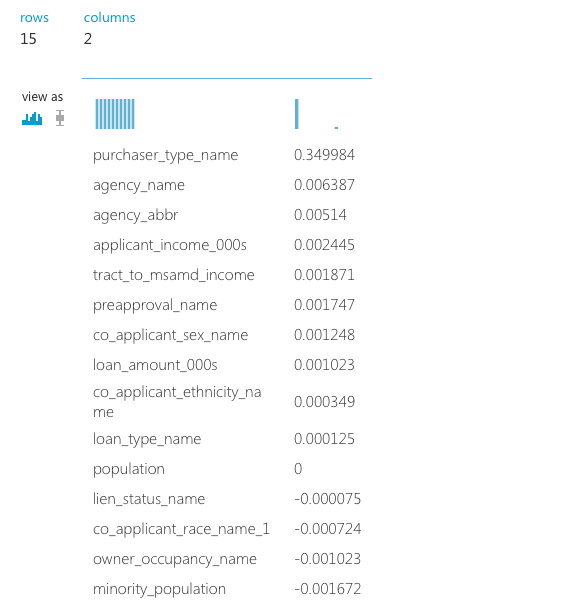 rows columns
15 2
view as
purchaser_type_name 0.349984
agency_name 0.006387
agency_abbr 0.00514
applicant_income_000s 0.002445
tract_to_msamd_income 0.001871
preapproval_name 0.001747
co_applicant_sex_name 0.001248
loan_amount_000s 0.001023
co_applicant_ethnicity_na
me 0.000349
loan_type_name 0.000125
population 0
lien_status_name -0.000075
co_applicant_race_name_1 -0.000724
owner_occupancy_name -0.001023
minority_population -0.001672